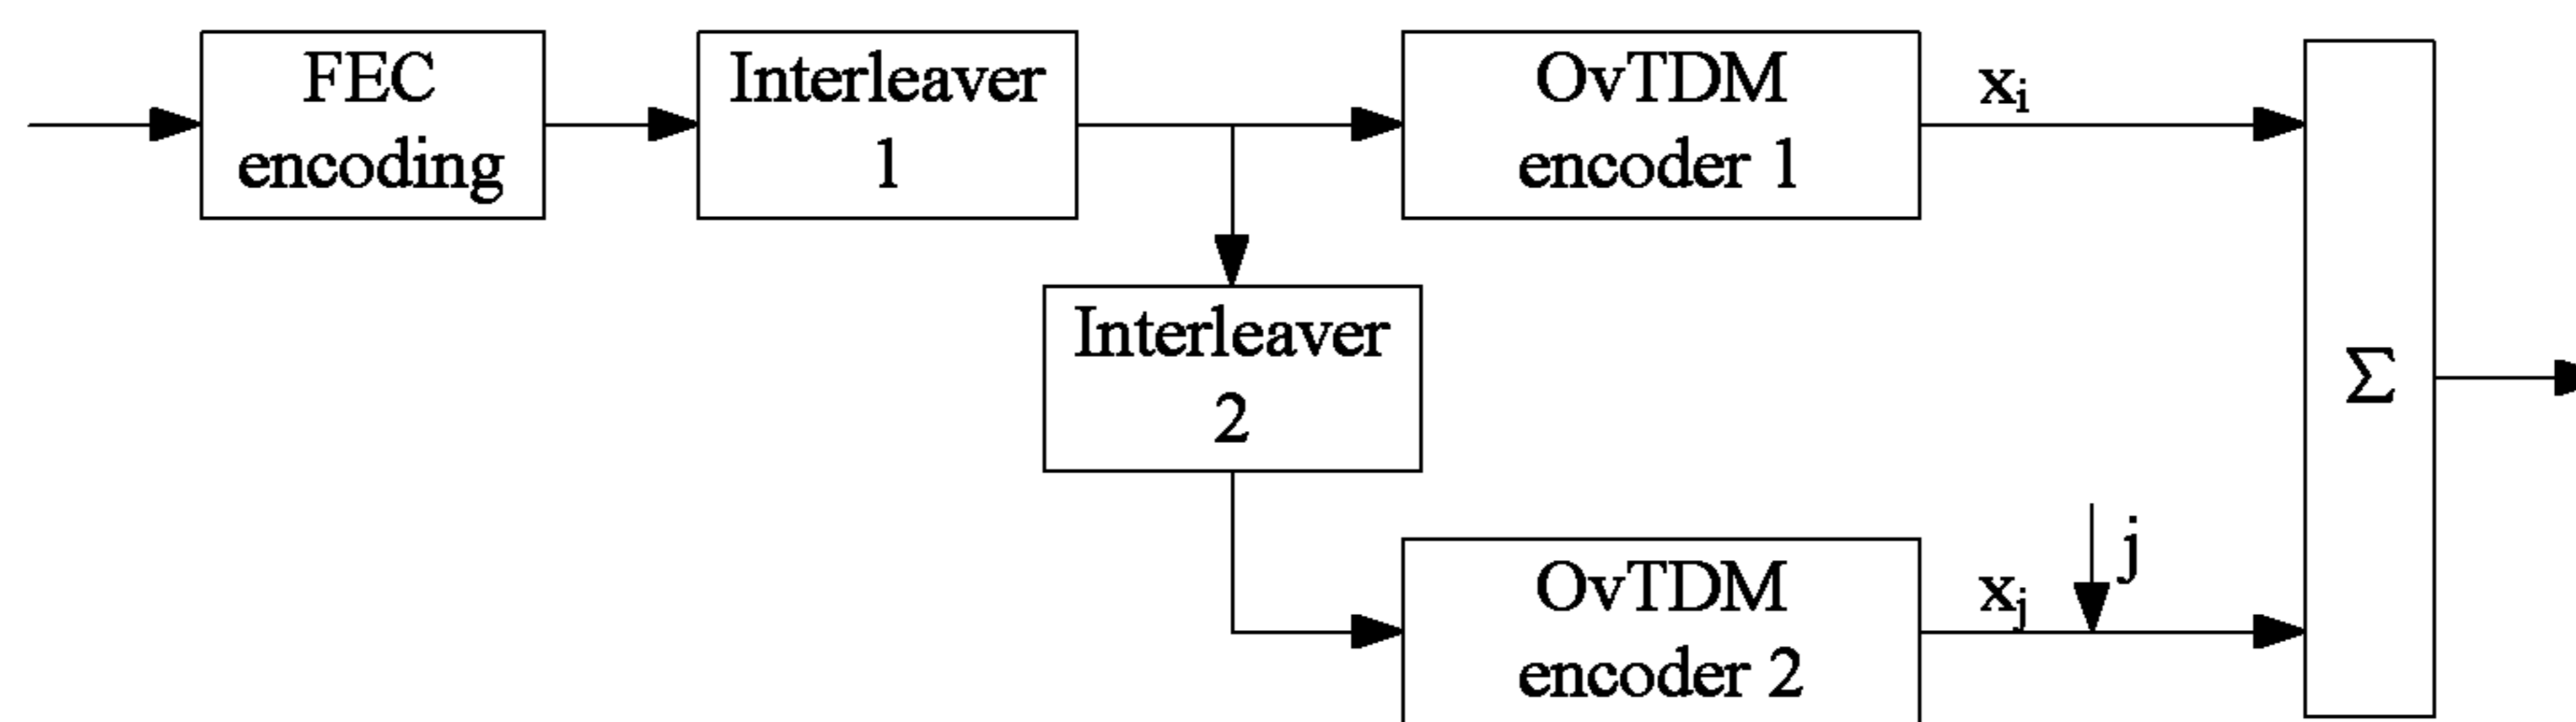 FEC
encoding
Interleaver
1
OvTDM
encoder 1
xi
Σ
Interleaver
2
j
OvTDM
encoder 2
xj